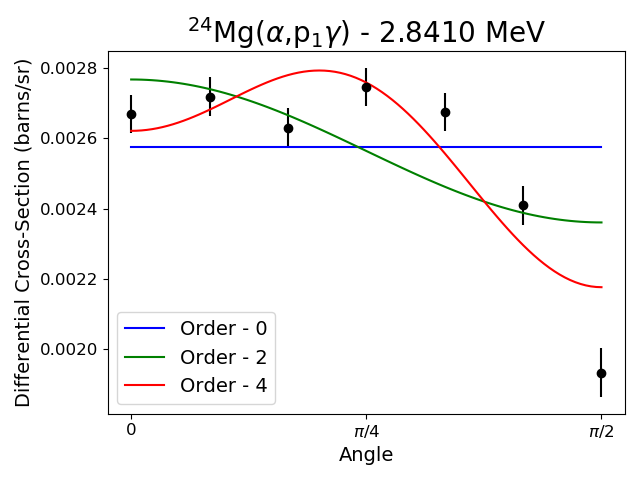 ²⁴Mg(α,p₁γ) - 2.8410 MeV
Differential Cross-Section (barns/sr)
0.0028
0.0026
0.0024
0.0022
0.0020
Order - 0
Order - 2
Order - 4
0 π/4 π/2
Angle